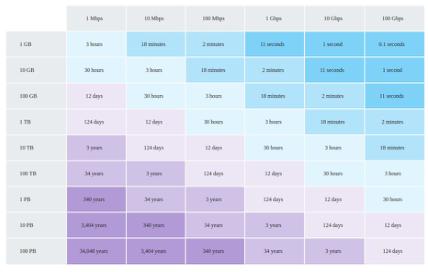 1 Mbps 10 Mbps 100 Mbps 1 Gbps 10 Gbps 100 Gbps
1 GB 3 hours 18 minutes 2 minutes 11 seconds 1 second 0.1 seconds
10 GB 30 hours 3 hours 18 minutes 2 minutes 11 seconds 1 second
100 GB 12 days 30 hours 3 hours 18 minutes 2 minutes 11 seconds
1 TB 124 days 12 days 30 hours 3 hours 18 minutes 2 minutes
10 TB 3 years 124 days 12 days 30 hours 3 hours 18 minutes
100 TB 34 years 3 years 124 days 12 days 30 hours 3 hours
1 PB 340 years 34 years 3 years 124 days 12 days 30 hours
10 PB 3,404 years 340 years 34 years 3 years 124 days 12 days
100 PB 34,048 years 3,404 years 340 years 34 years 3 years 124 days